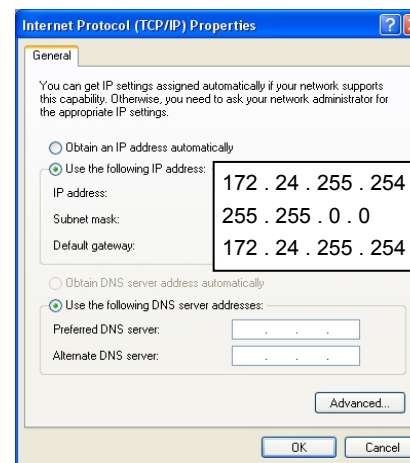 Internet Protocol (TCP/IP) Properties ?
General
You can get IP settings assigned automatically if your network supports
this capability. Otherwise, you need to ask your network administrator for
the appropriate IP settings.
Obtain an IP address automatically
Use the following IP address:
IP address: 172 . 24 . 255 . 254
Subnet mask: 255 . 255 . 0 . 0
Default gateway: 172 . 24 . 255 . 254
Obtain DNS server address automatically
Use the following DNS server addresses:
Preferred DNS server: . . .
Alternate DNS server: . . .
Advanced...
OK Cancel